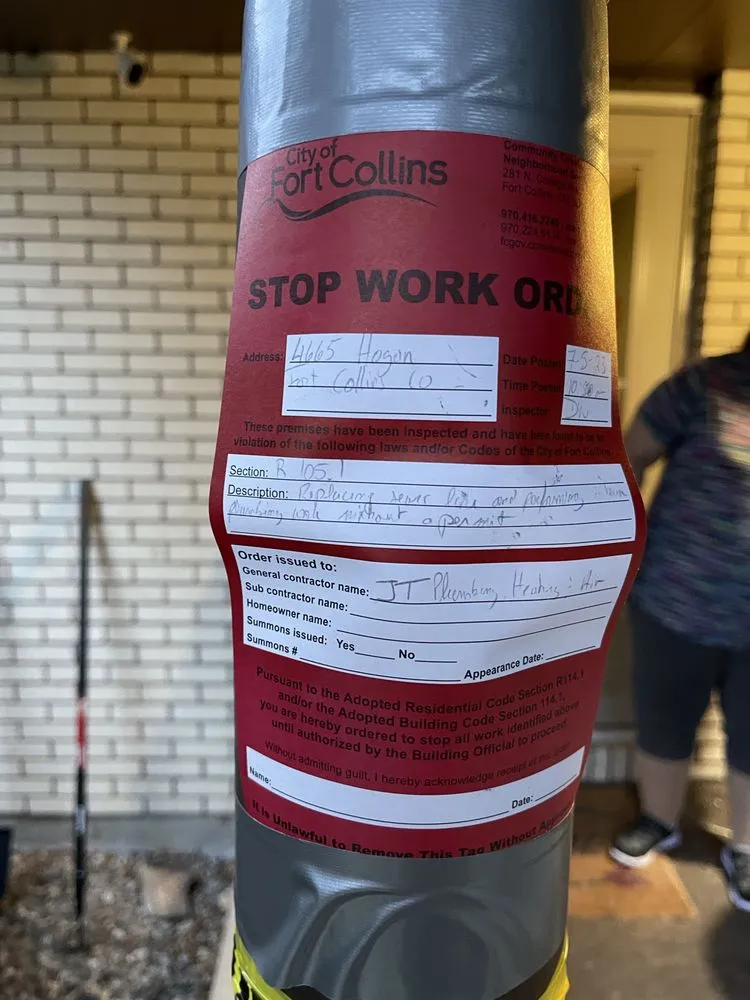 City of
Fort Collins
Community
Neighborhood
281 N. College
Fort Collins,
970.416.2740
970.224.
fcgov.com
STOP WORK ORD
Address: 4665 Hogan
Fort Collins CO
Date Posted: 7-5-23
Time Posted: 10:
Inspector:
These premises have been inspected and have been found to be in
violation of the following laws and/or Codes of the City of Fort Collins
Section: R 105.1
Description: Replacing sewer line and performing
plumbing work without a permit
Order issued to:
General contractor name: JT Plumbing, Heating & Air
Sub contractor name:
Homeowner name:
Summons issued: Yes No
Summons # Appearance Date:
Pursuant to the Adopted Residential Code Section R114.1
and/or the Adopted Building Code Section 114.1,
you are hereby ordered to stop all work identified above
until authorized by the Building Official to proceed
Without admitting guilt, I hereby acknowledge receipt of this order
Name: Date:
It is Unlawful to Remove This Tag Without